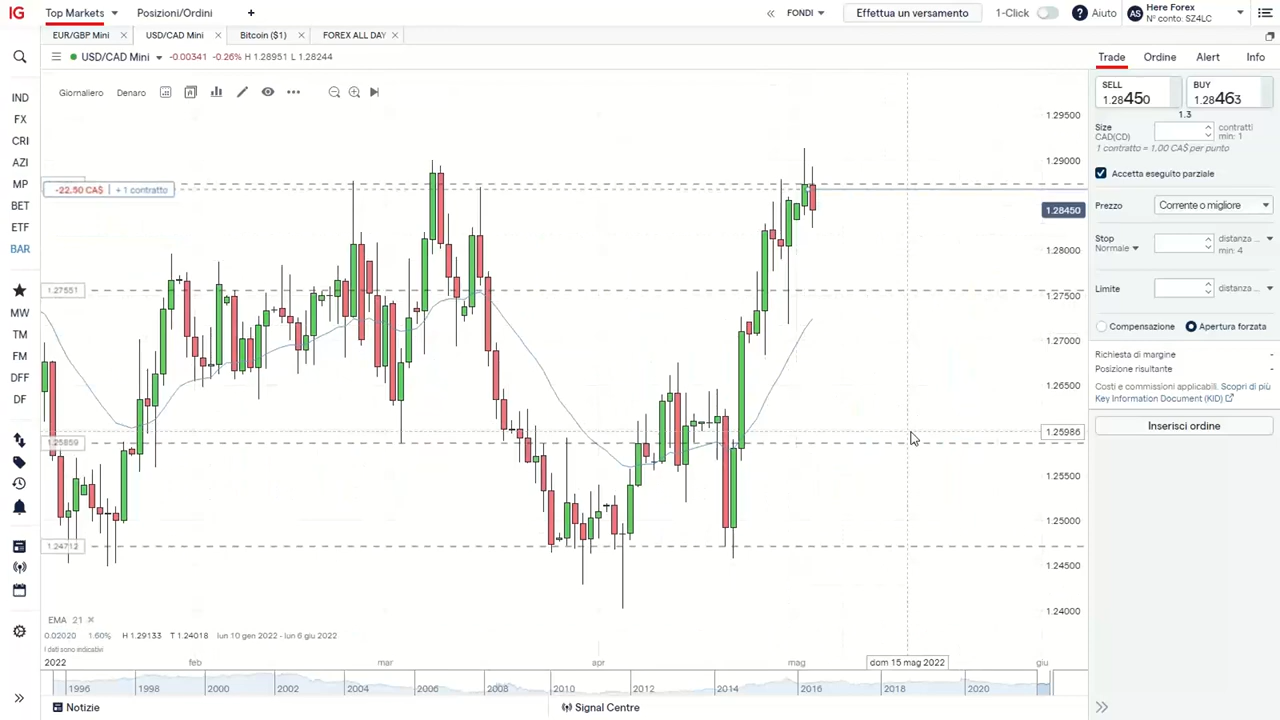 IG
Top Markets
Posizioni/Ordini
+
FONDI
Effettua un versamento
1-Click
Aiuto
AS
Here Forex
N° conto: SZ4LC
EUR/GBP Mini
USD/CAD Mini
Bitcoin ($1)
FOREX ALL DAY
USD/CAD Mini
-0.00341 -0.26% H 1.28951 L 1.28244
Giornaliero
Denaro
IND
FX
CRI
AZI
MP
BET
ETF
BAR
MW
TM
FM
DFF
DF
-22.50 CA$ + 1 contratto
1.27551
1.25859
1.24712
1.29500
1.29000
1.28450
1.28000
1.27500
1.27000
1.26500
1.25986
1.25500
1.25000
1.24500
1.24000
EMA 21
0.02020 1.60% H 1.29133 T 1.24018 lun 10 gen 2022 - lun 6 giu 2022
I dati sono indicativi
2022 feb mar apr mag dom 15 mag 2022 giu
1996 1998 2000 2002 2004 2006 2008 2010 2012 2014 2016 2018 2020
Notizie
Signal Centre
Trade
Ordine
Alert
Info
SELL
1.28450
BUY
1.28463
1.3
Size
CAD(CD)
contratti
min: 1
1 contratto = 1,00 CA$ per punto
Accetta eseguito parziale
Prezzo
Corrente o migliore
Stop
Normale
distanza ...
min: 4
Limite
distanza ...
Compensazione
Apertura forzata
Richiesta di margine -
Posizione risultante -
Costi e commissioni applicabili. Scopri di più
Key Information Document (KID)
Inserisci ordine